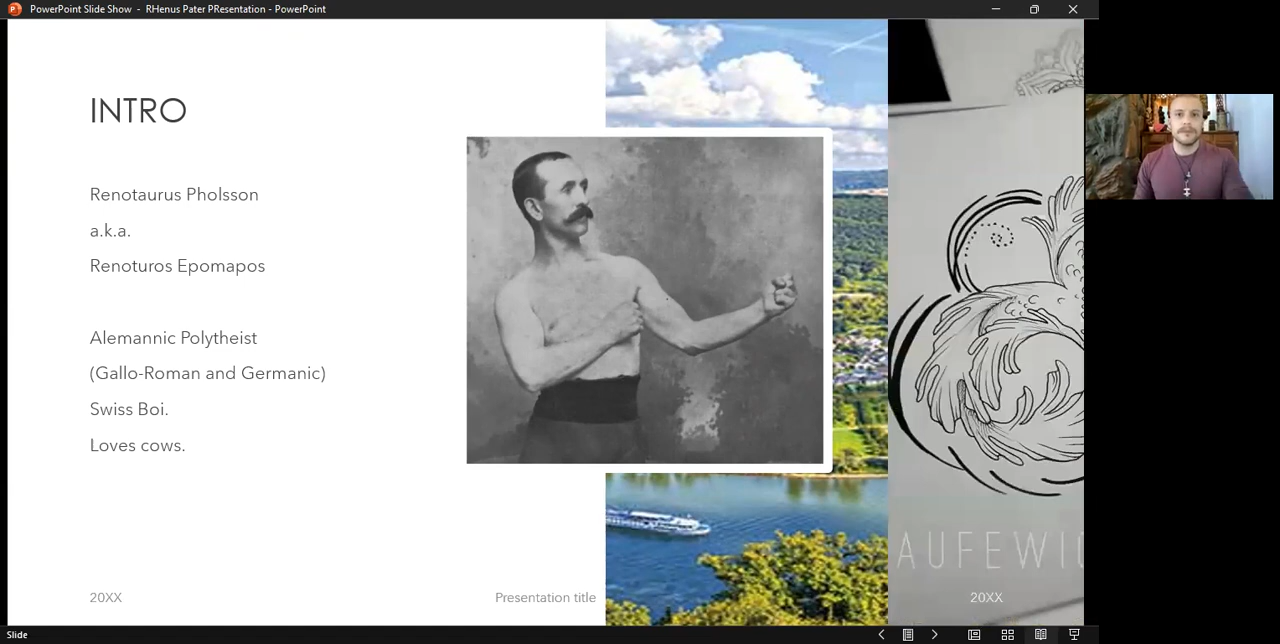 PowerPoint Slide Show - RHenus Pater PResentation - PowerPoint
INTRO
Renotaurus Pholsson
a.k.a.
Renoturos Epomapos
Alemannic Polytheist
(Gallo-Roman and Germanic)
Swiss Boi.
Loves cows.
AUFEWI
20XX
Presentation title
20XX
Slide